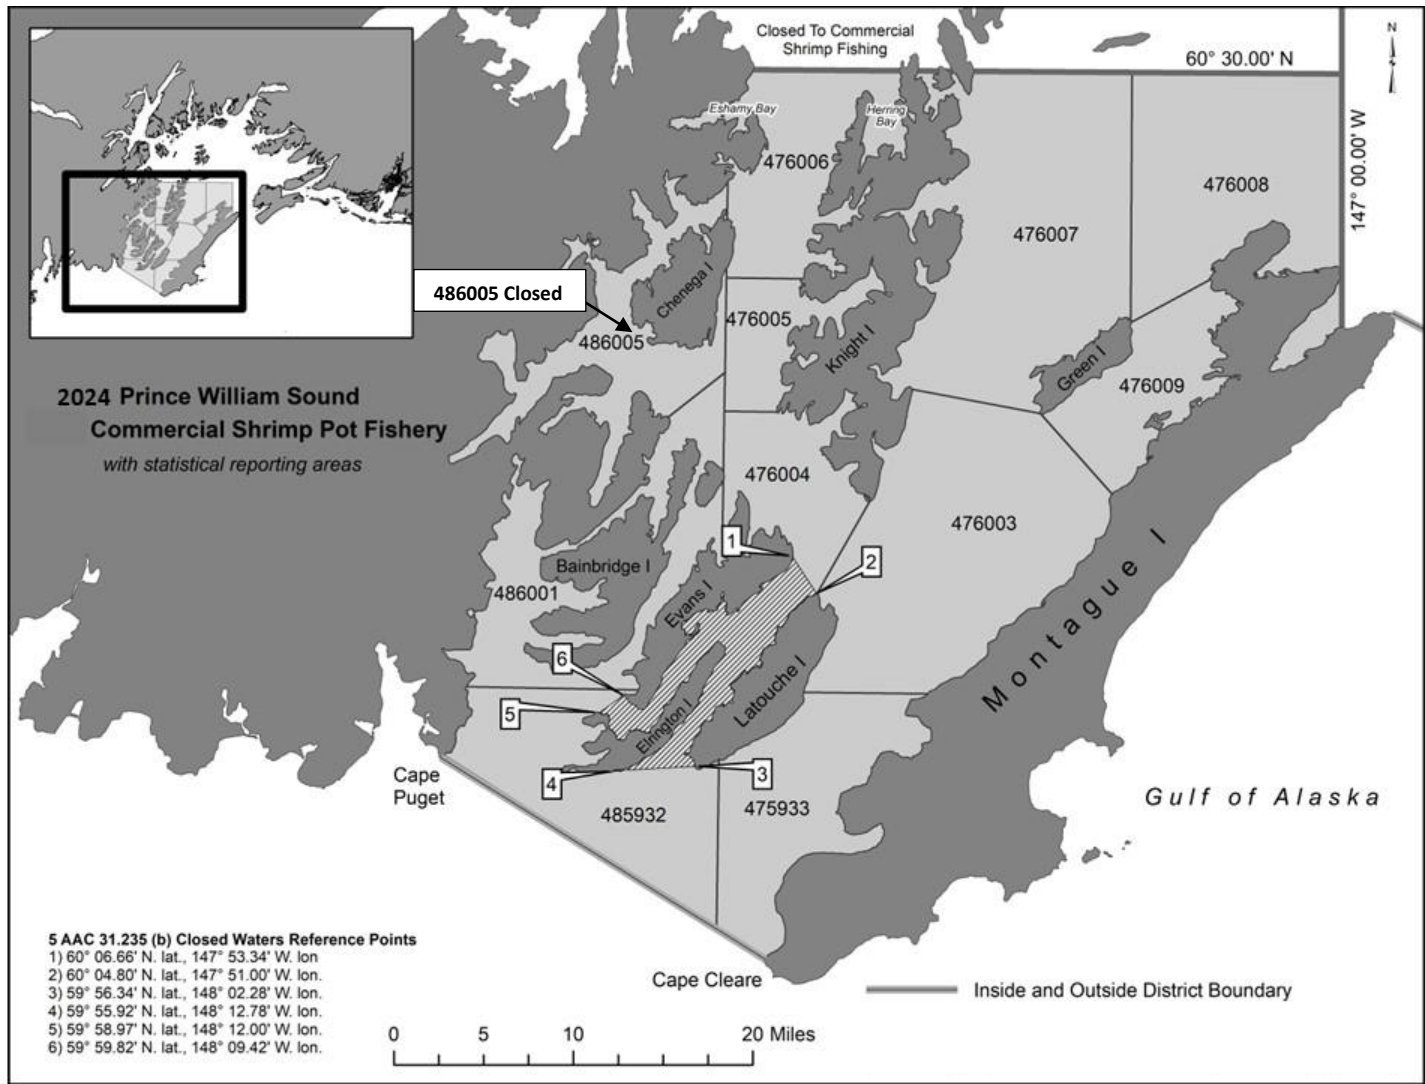 Closed To Commercial
Shrimp Fishing
60° 30.00' N
N
147° 00.00' W
Eshamy Bay
Herring
Bay
476006
476008
476007
Chenega I
486005 Closed
476005
486005
Knight I
Green I
476009
2024 Prince William Sound
Commercial Shrimp Pot Fishery
with statistical reporting areas
476004
476003
1
2
Bainbridge I
486001
Evans I
Montague I
6
5
Latouche I
Elrington I
4
3
Cape
Puget
485932
475933
Gulf of Alaska
5 AAC 31.235 (b) Closed Waters Reference Points
1) 60° 06.66' N. lat., 147° 53.34' W. lon
2) 60° 04.80' N. lat., 147° 51.00' W. lon.
3) 59° 56.34' N. lat., 148° 02.28' W. lon.
4) 59° 55.92' N. lat., 148° 12.78' W. lon.
5) 59° 58.97' N. lat., 148° 12.00' W. lon.
6) 59° 59.82' N. lat., 148° 09.42' W. lon.
Cape Cleare
Inside and Outside District Boundary
0 5 10 20 Miles